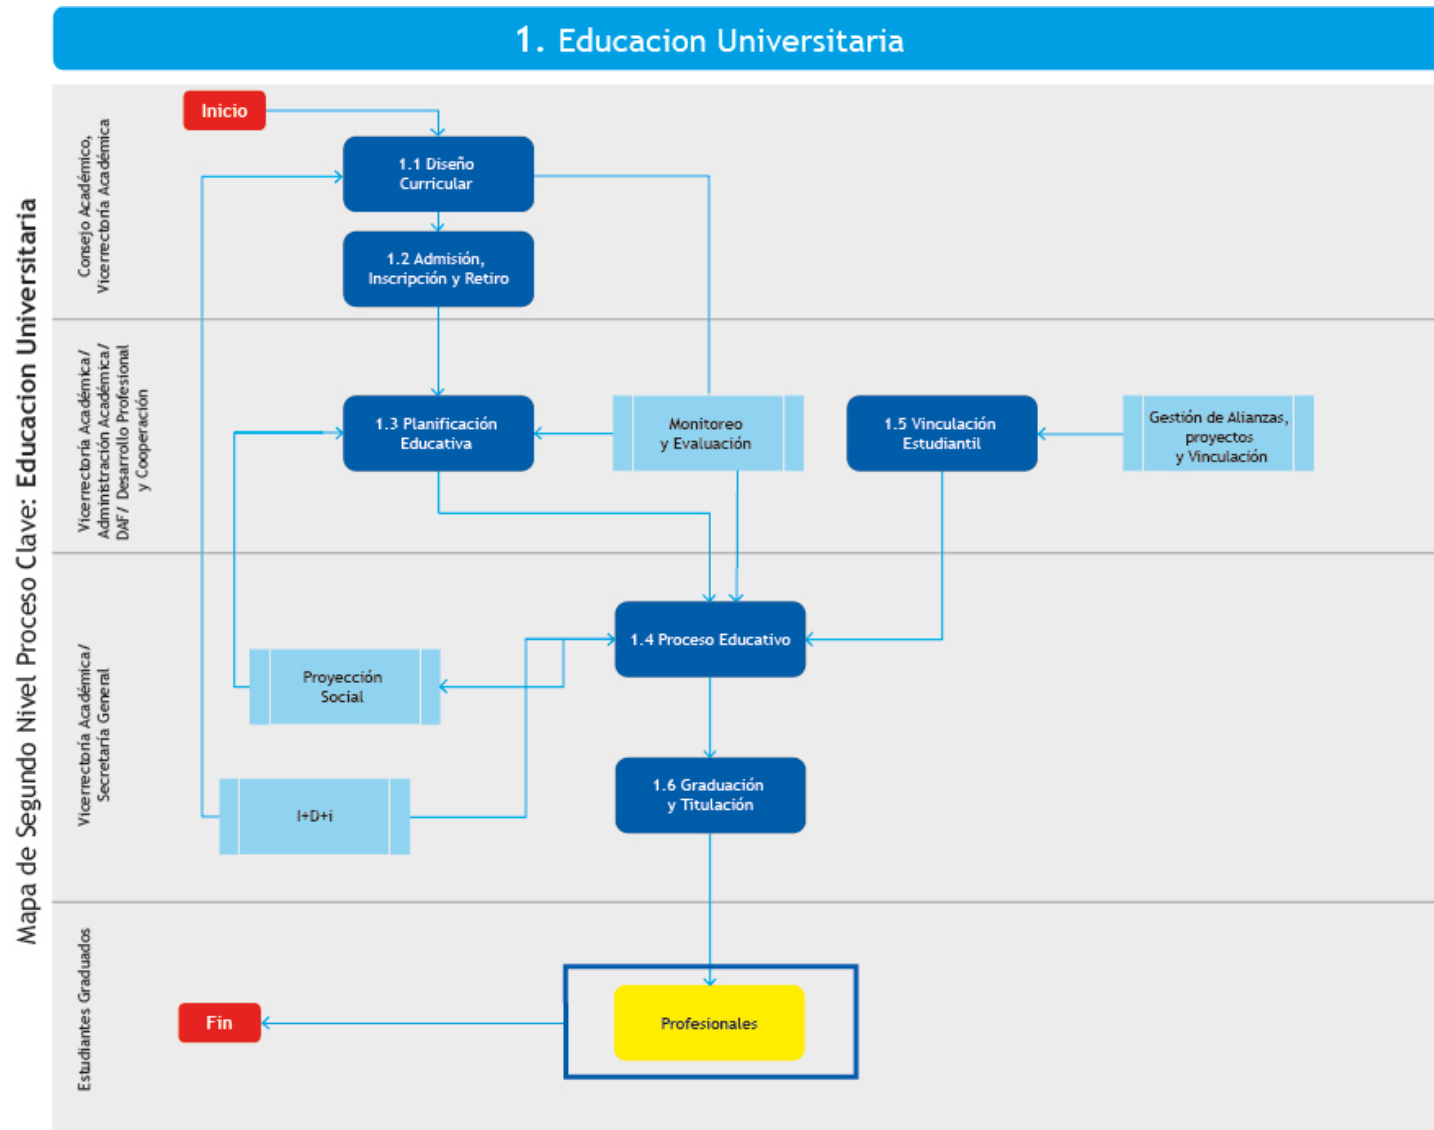 1. Educacion Universitaria
Mapa de Segundo Nivel Proceso Clave: Educacion Universitaria
Consejo Académico,
Vicerrectoría Académica
Inicio
1.1 Diseño
Curricular
1.2 Admisión,
Inscripción y Retiro
Vicerrectoría Académica/
Administración Académica/
DAF/ Desarrollo Profesional
y Cooperación
1.3 Planificación
Educativa
Monitoreo
y Evaluación
1.5 Vinculación
Estudiantil
Gestión de Alianzas,
proyectos
y Vinculación
Vicerrectoría Académica/
Secretaría General
1.4 Proceso Educativo
Proyección
Social
1.6 Graduación
y Titulación
I+D+i
Estudiantes Graduados
Fin
Profesionales